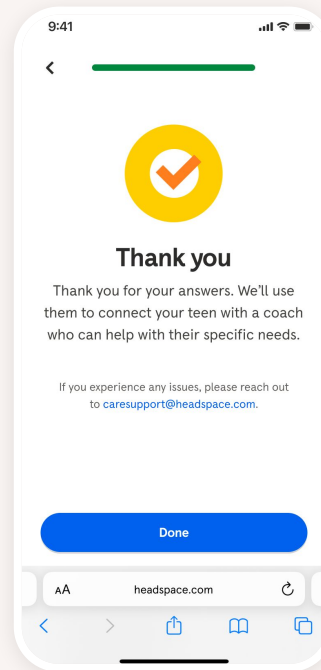 9:41
Thank you
Thank you for your answers. We'll use
them to connect your teen with a coach
who can help with their specific needs.
If you experience any issues, please reach out
to caresupport@headspace.com.
Done
AA headspace.com